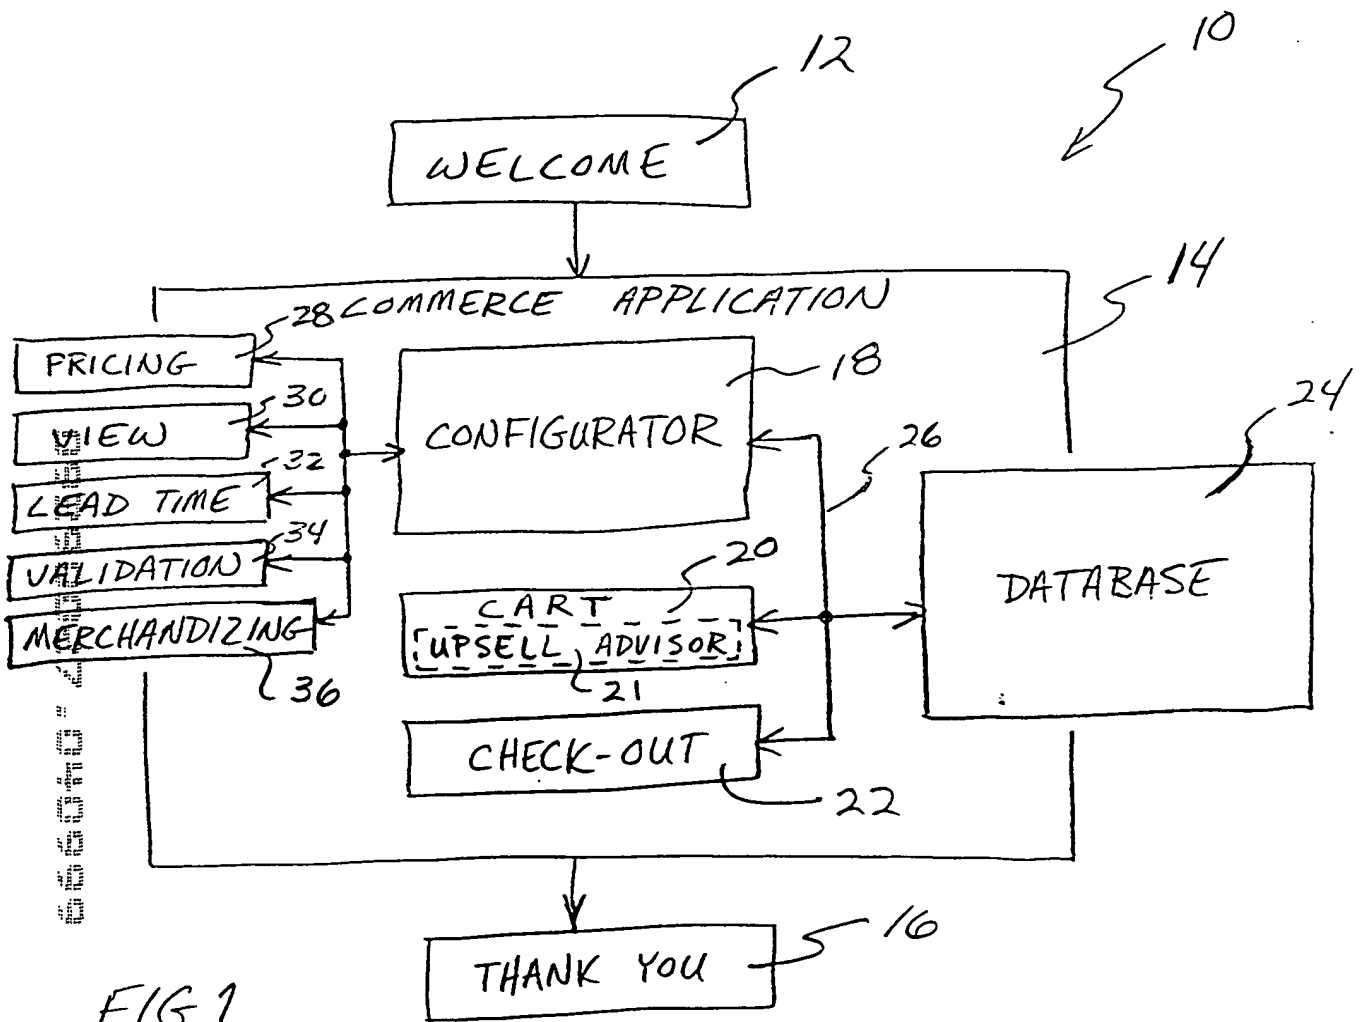 10
12
WELCOME
14
COMMERCE APPLICATION
28
PRICING
18
30
VIEW
CONFIGURATOR
24
26
32
LEAD TIME
34
VALIDATION
20
DATABASE
CART
MERCHANDIZING
UPSELL ADVISOR
36
21
CHECK-OUT
22
16
THANK YOU
FIG 1